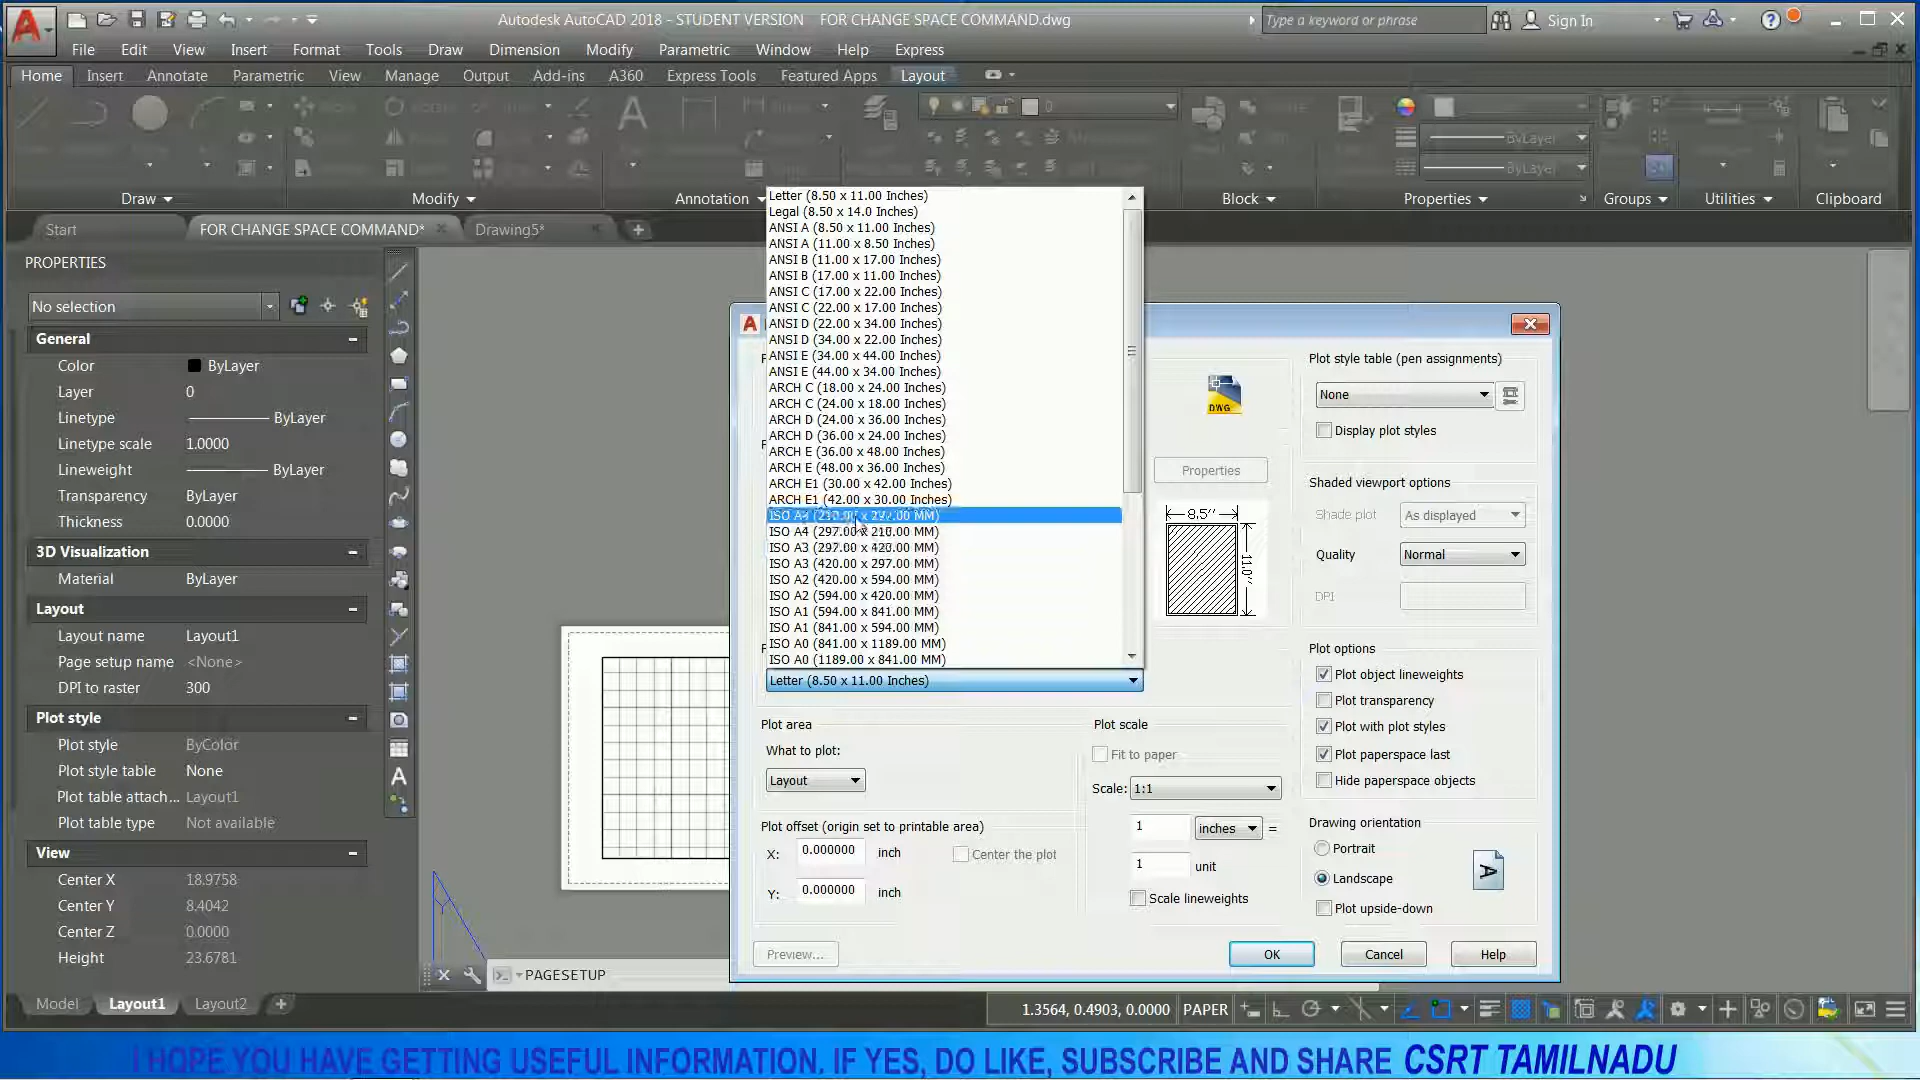 Autodesk AutoCAD 2018 - STUDENT VERSION FOR CHANGE SPACE COMMAND.dwg
Type a keyword or phrase
Sign In
File Edit View Insert Format Tools Draw Dimension Modify Parametric Window Help Express
Home Insert Annotate Parametric View Manage Output Add-ins A360 Express Tools Featured Apps Layout
0
ByLayer
ByLayer
Draw Modify Annotation Block Properties Groups Utilities Clipboard
Start FOR CHANGE SPACE COMMAND* Drawing5*
PROPERTIES
No selection
General
Color ByLayer
Layer 0
Linetype ByLayer
Linetype scale 1.0000
Lineweight ByLayer
Transparency ByLayer
Thickness 0.0000
3D Visualization
Material ByLayer
Layout
Layout name Layout1
Page setup name <None>
DPI to raster 300
Plot style
Plot style ByColor
Plot style table None
Plot table attach... Layout1
Plot table type Not available
View
Center X 18.9758
Center Y 8.4042
Center Z 0.0000
Height 23.6781
Letter (8.50 x 11.00 Inches)
Legal (8.50 x 14.0 Inches)
ANSI A (8.50 x 11.00 Inches)
ANSI A (11.00 x 8.50 Inches)
ANSI B (11.00 x 17.00 Inches)
ANSI B (17.00 x 11.00 Inches)
ANSI C (17.00 x 22.00 Inches)
ANSI C (22.00 x 17.00 Inches)
ANSI D (22.00 x 34.00 Inches)
ANSI D (34.00 x 22.00 Inches)
ANSI E (34.00 x 44.00 Inches)
ANSI E (44.00 x 34.00 Inches)
ARCH C (18.00 x 24.00 Inches)
ARCH C (24.00 x 18.00 Inches)
ARCH D (24.00 x 36.00 Inches)
ARCH D (36.00 x 24.00 Inches)
ARCH E (36.00 x 48.00 Inches)
ARCH E (48.00 x 36.00 Inches)
ARCH E1 (30.00 x 42.00 Inches)
ARCH E1 (42.00 x 30.00 Inches)
ISO A4 (210.00 x 297.00 MM)
ISO A4 (297.00 x 210.00 MM)
ISO A3 (297.00 x 420.00 MM)
ISO A3 (420.00 x 297.00 MM)
ISO A2 (420.00 x 594.00 MM)
ISO A2 (594.00 x 420.00 MM)
ISO A1 (594.00 x 841.00 MM)
ISO A1 (841.00 x 594.00 MM)
ISO A0 (841.00 x 1189.00 MM)
ISO A0 (1189.00 x 841.00 MM)
Letter (8.50 x 11.00 Inches)
DWG
Properties
8.5''
11.0''
Plot area
What to plot:
Layout
Plot offset (origin set to printable area)
X: 0.000000 inch
Center the plot
Y: 0.000000 inch
Preview...
Plot scale
Fit to paper
Scale: 1:1
1 inches =
1 unit
Scale lineweights
Plot style table (pen assignments)
None
Display plot styles
Shaded viewport options
Shade plot As displayed
Quality Normal
DPI
Plot options
Plot object lineweights
Plot transparency
Plot with plot styles
Plot paperspace last
Hide paperspace objects
Drawing orientation
Portrait
Landscape
Plot upside-down
A
OK Cancel Help
PAGESETUP
Model Layout1 Layout2
1.3564, 0.4903, 0.0000 PAPER
I HOPE YOU HAVE GETTING USEFUL INFORMATION. IF YES, DO LIKE, SUBSCRIBE AND SHARE CSRT TAMILNADU